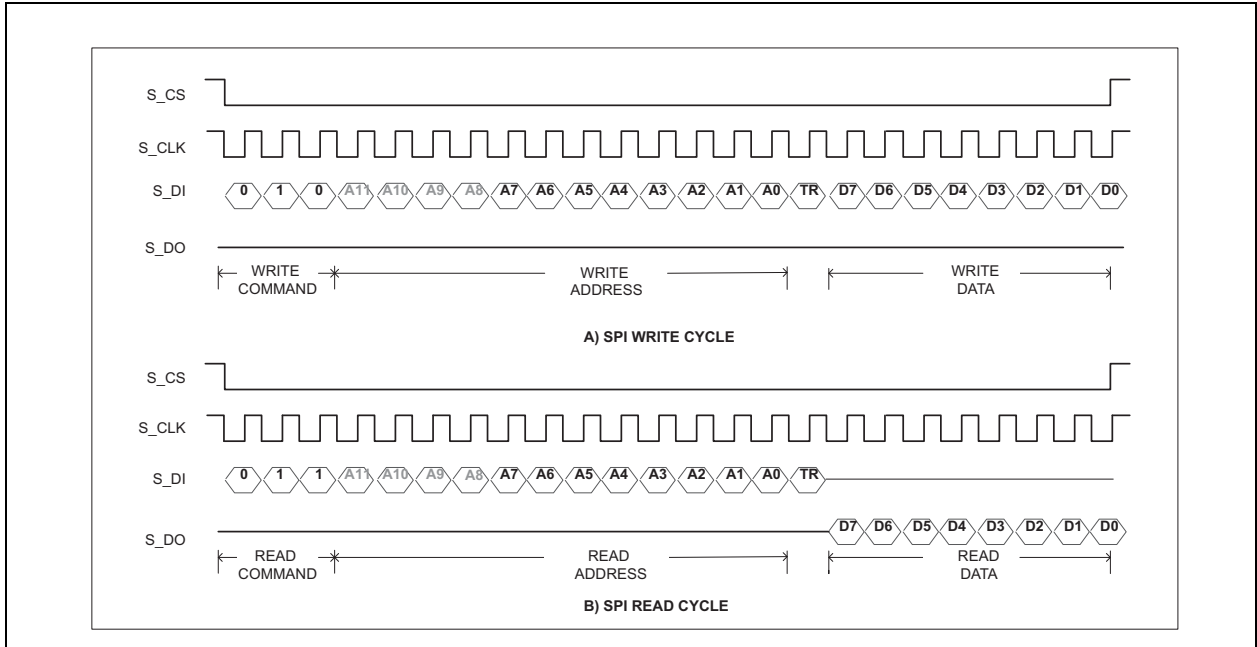 S_CS
S_CLK
S_DI 0 1 0 A11 A10 A9 A8 A7 A6 A5 A4 A3 A2 A1 A0 TR D7 D6 D5 D4 D3 D2 D1 D0
S_DO
WRITE COMMAND
WRITE ADDRESS
WRITE DATA
A) SPI WRITE CYCLE
S_CS
S_CLK
S_DI 0 1 1 A11 A10 A9 A8 A7 A6 A5 A4 A3 A2 A1 A0 TR
S_DO D7 D6 D5 D4 D3 D2 D1 D0
READ COMMAND
READ ADDRESS
READ DATA
B) SPI READ CYCLE